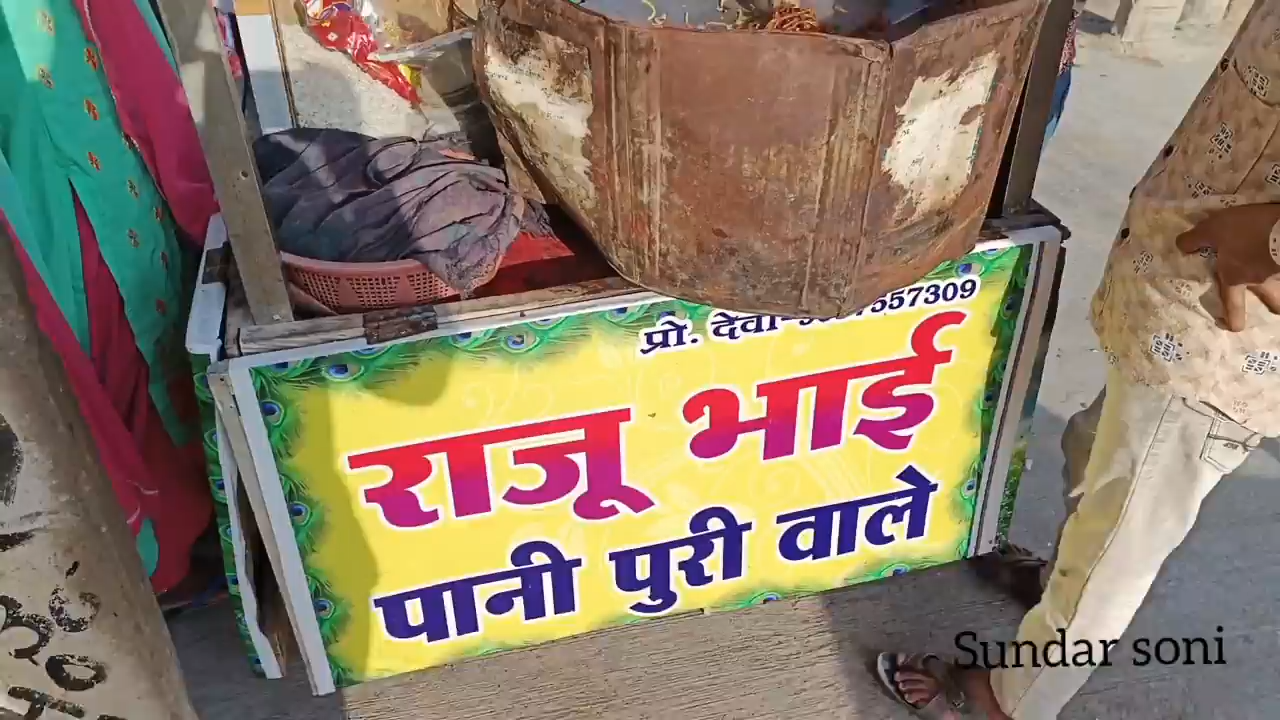 प्रो. देवा
557309
राजू भाई
पानी पुरी वाले
Sundar soni